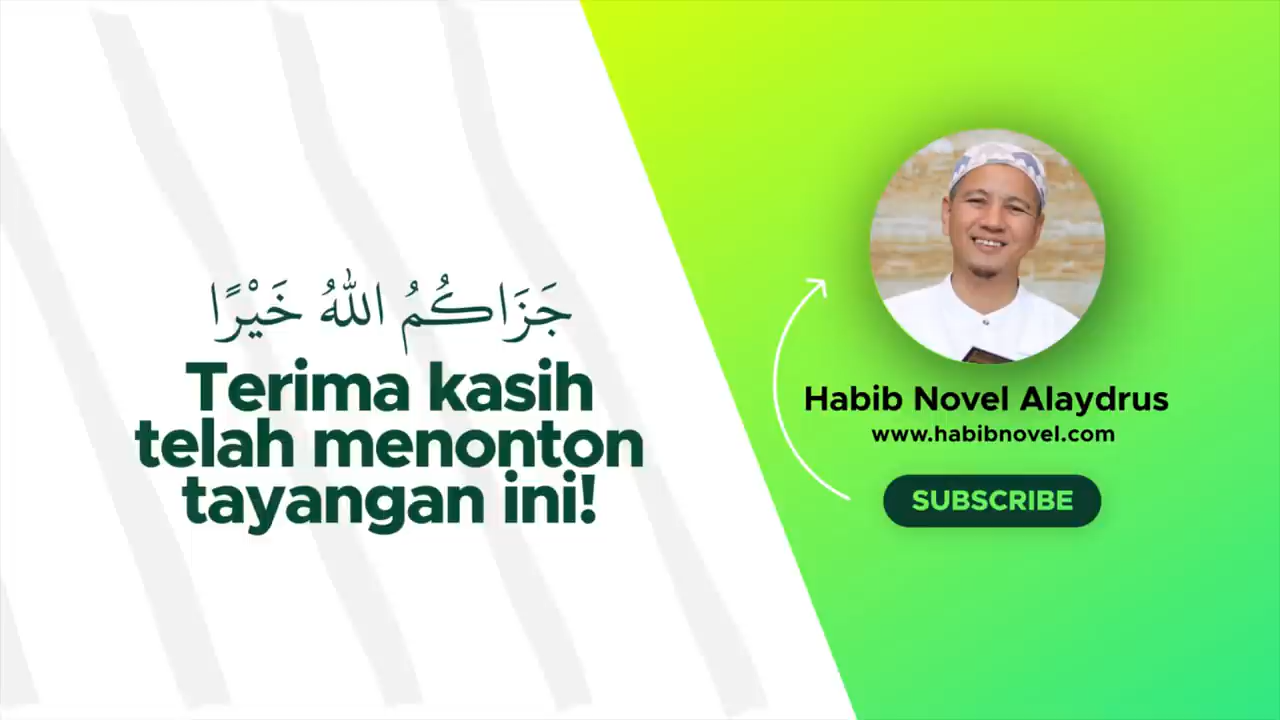 جَزَاكُمُ اللهُ خَيْرًا
Terima kasih
telah menonton
tayangan ini!
Habib Novel Alaydrus
www.habibnovel.com
SUBSCRIBE